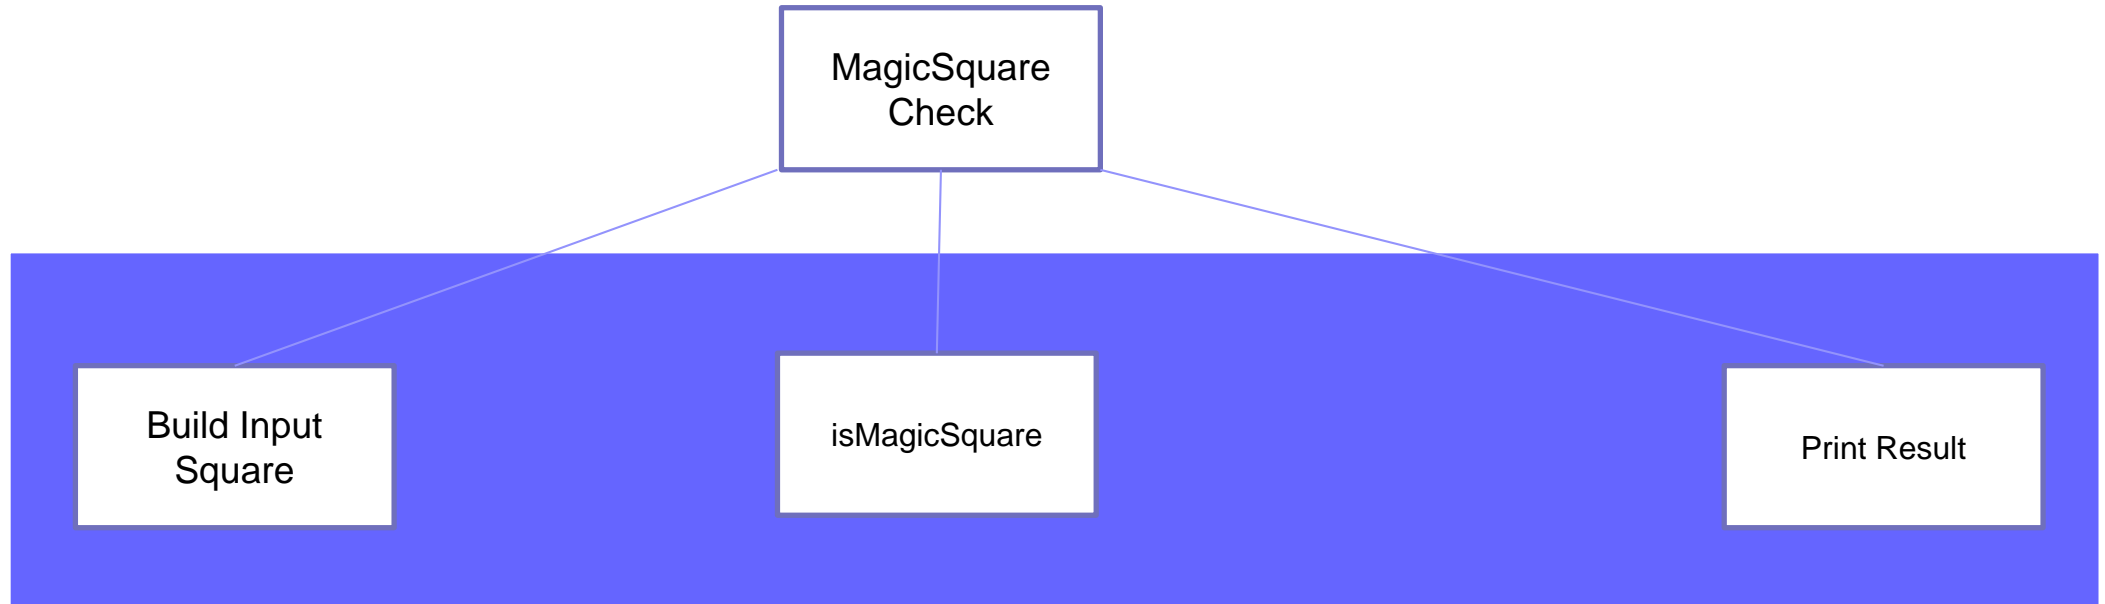 MagicSquare
Check
Build Input
Square
isMagicSquare
Print Result